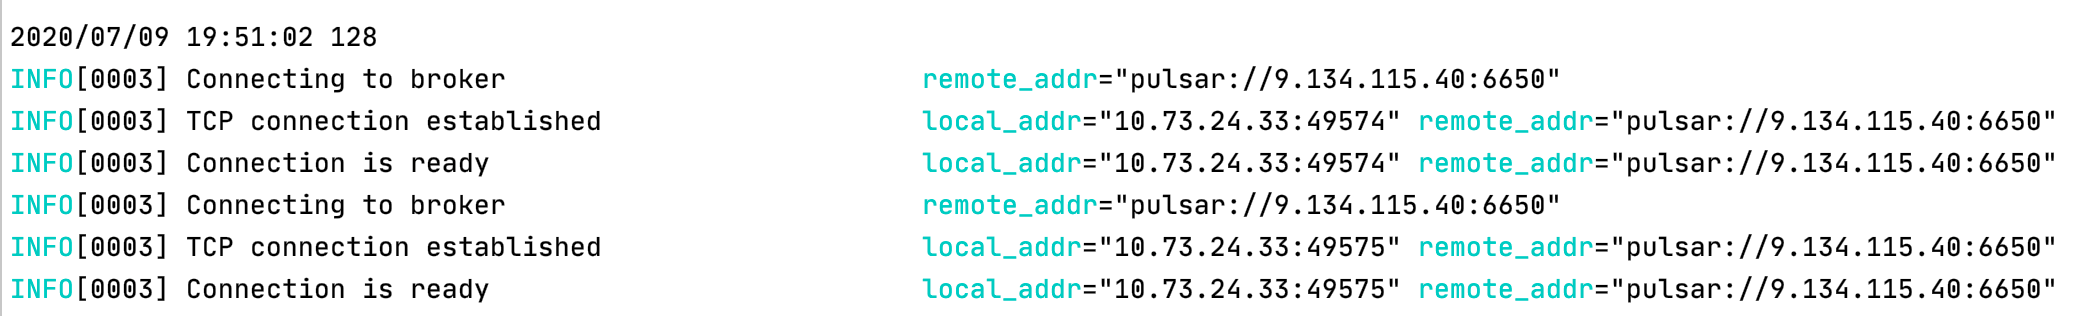 2020/07/09 19:51:02 128
INFO[0003] Connecting to broker                              remote_addr="pulsar://9.134.115.40:6650"
INFO[0003] TCP connection established                        local_addr="10.73.24.33:49574" remote_addr="pulsar://9.134.115.40:6650"
INFO[0003] Connection is ready                               local_addr="10.73.24.33:49574" remote_addr="pulsar://9.134.115.40:6650"
INFO[0003] Connecting to broker                              remote_addr="pulsar://9.134.115.40:6650"
INFO[0003] TCP connection established                        local_addr="10.73.24.33:49575" remote_addr="pulsar://9.134.115.40:6650"
INFO[0003] Connection is ready                               local_addr="10.73.24.33:49575" remote_addr="pulsar://9.134.115.40:6650"